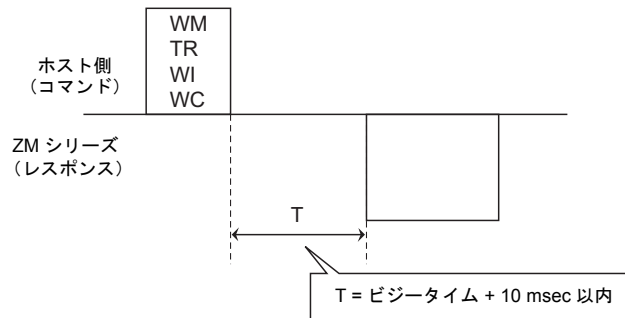 WM
TR
WI
WC
ホスト側
（コマンド）
ZM シリーズ
（レスポンス）
T
T = ビジータイム + 10 msec 以内